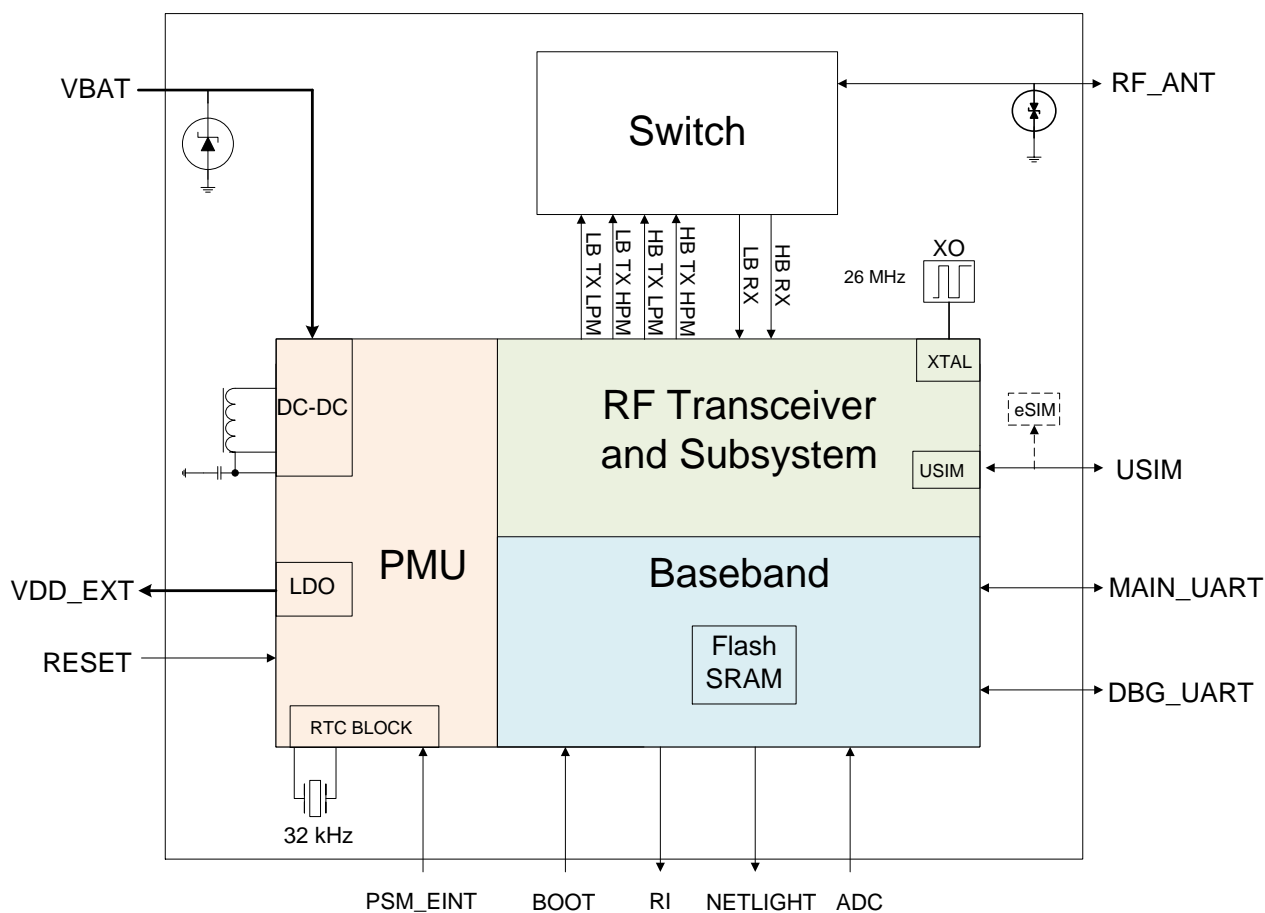 VBAT
RF_ANT
Switch
LB TX LPM
LB TX HPM
HB TX LPM
HB TX HPM
LB RX
HB RX
XO
26 MHz
DC-DC
RF Transceiver
and Subsystem
XTAL
eSIM
USIM
USIM
PMU
Baseband
LDO
VDD_EXT
MAIN_UART
Flash
SRAM
RESET
DBG_UART
RTC BLOCK
32 kHz
PSM_EINT
BOOT
RI
NETLIGHT
ADC